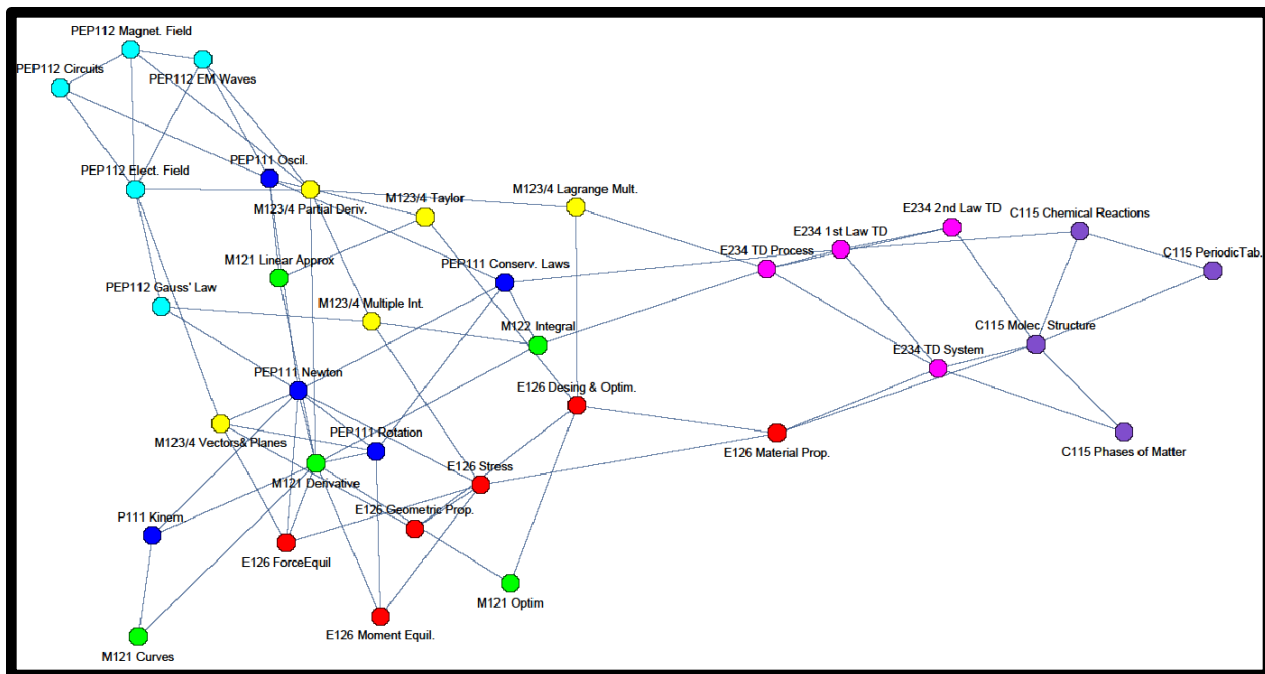 PEP112 Magnet. Field
PEP112 Circuits
PEP112 EM Waves
PEP111 Oscil.
PEP112 Elect. Field
M123/4 Taylor
M123/4 Lagrange Mult.
M123/4 Partial Deriv.
E234 2nd Law TD
C115 Chemical Reactions
E234 1st Law TD
E234 TD Process
C115 PeriodicTab.
M121 Linear Approx
PEP111 Conserv. Laws
PEP112 Gauss' Law
M123/4 Multiple Int.
M122 Integral
C115 Molec. Structure
E234 TD System
PEP111 Newton
E126 Desing & Optim.
PEP111 Rotation
M123/4 Vectors& Planes
E126 Material Prop.
C115 Phases of Matter
E126 Stress
M121 Derivative
E126 Geometric Prop.
P111 Kinem
E126 ForceEquil
M121 Optim
E126 Moment Equil.
M121 Curves